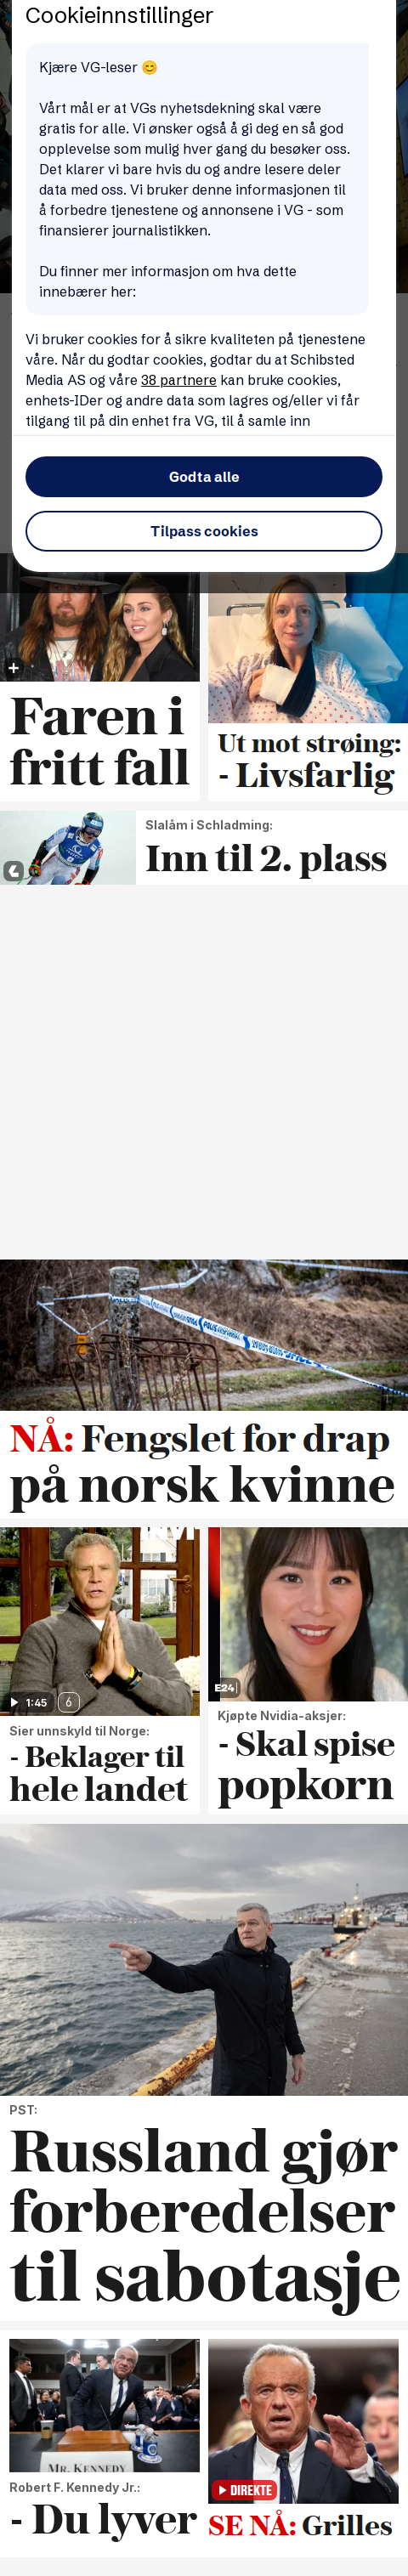 Cookieinnstillinger
Kjære VG-leser 😊
Vårt mål er at VGs nyhetsdekning skal være
gratis for alle. Vi ønsker også å gi deg en så god
opplevelse som mulig hver gang du besøker oss.
Det klarer vi bare hvis du og andre lesere deler
data med oss. Vi bruker denne informasjonen til
å forbedre tjenestene og annonsene i VG - som
finansierer journalistikken.
Du finner mer informasjon om hva dette
innebærer her:
Vi bruker cookies for å sikre kvaliteten på tjenestene
våre. Når du godtar cookies, godtar du at Schibsted
Media AS og våre 38 partnere kan bruke cookies,
enhets-IDer og andre data som lagres og/eller vi får
tilgang til på din enhet fra VG, til å samle inn
Godta alle
Tilpass cookies
Faren i
fritt fall
Ut mot strøing:
- Livsfarlig
Slalåm i Schladming:
Inn til 2. plass
NÅ: Fengslet for drap
på norsk kvinne
1:45
6
Sier unnskyld til Norge:
- Beklager til
hele landet
E24
Kjøpte Nvidia-aksjer:
- Skal spise
popkorn
PST:
Russland gjør
forberedelser
til sabotasje
MR. KENNEDY
Robert F. Kennedy Jr.:
- Du lyver
DIREKTE
SE NÅ: Grilles